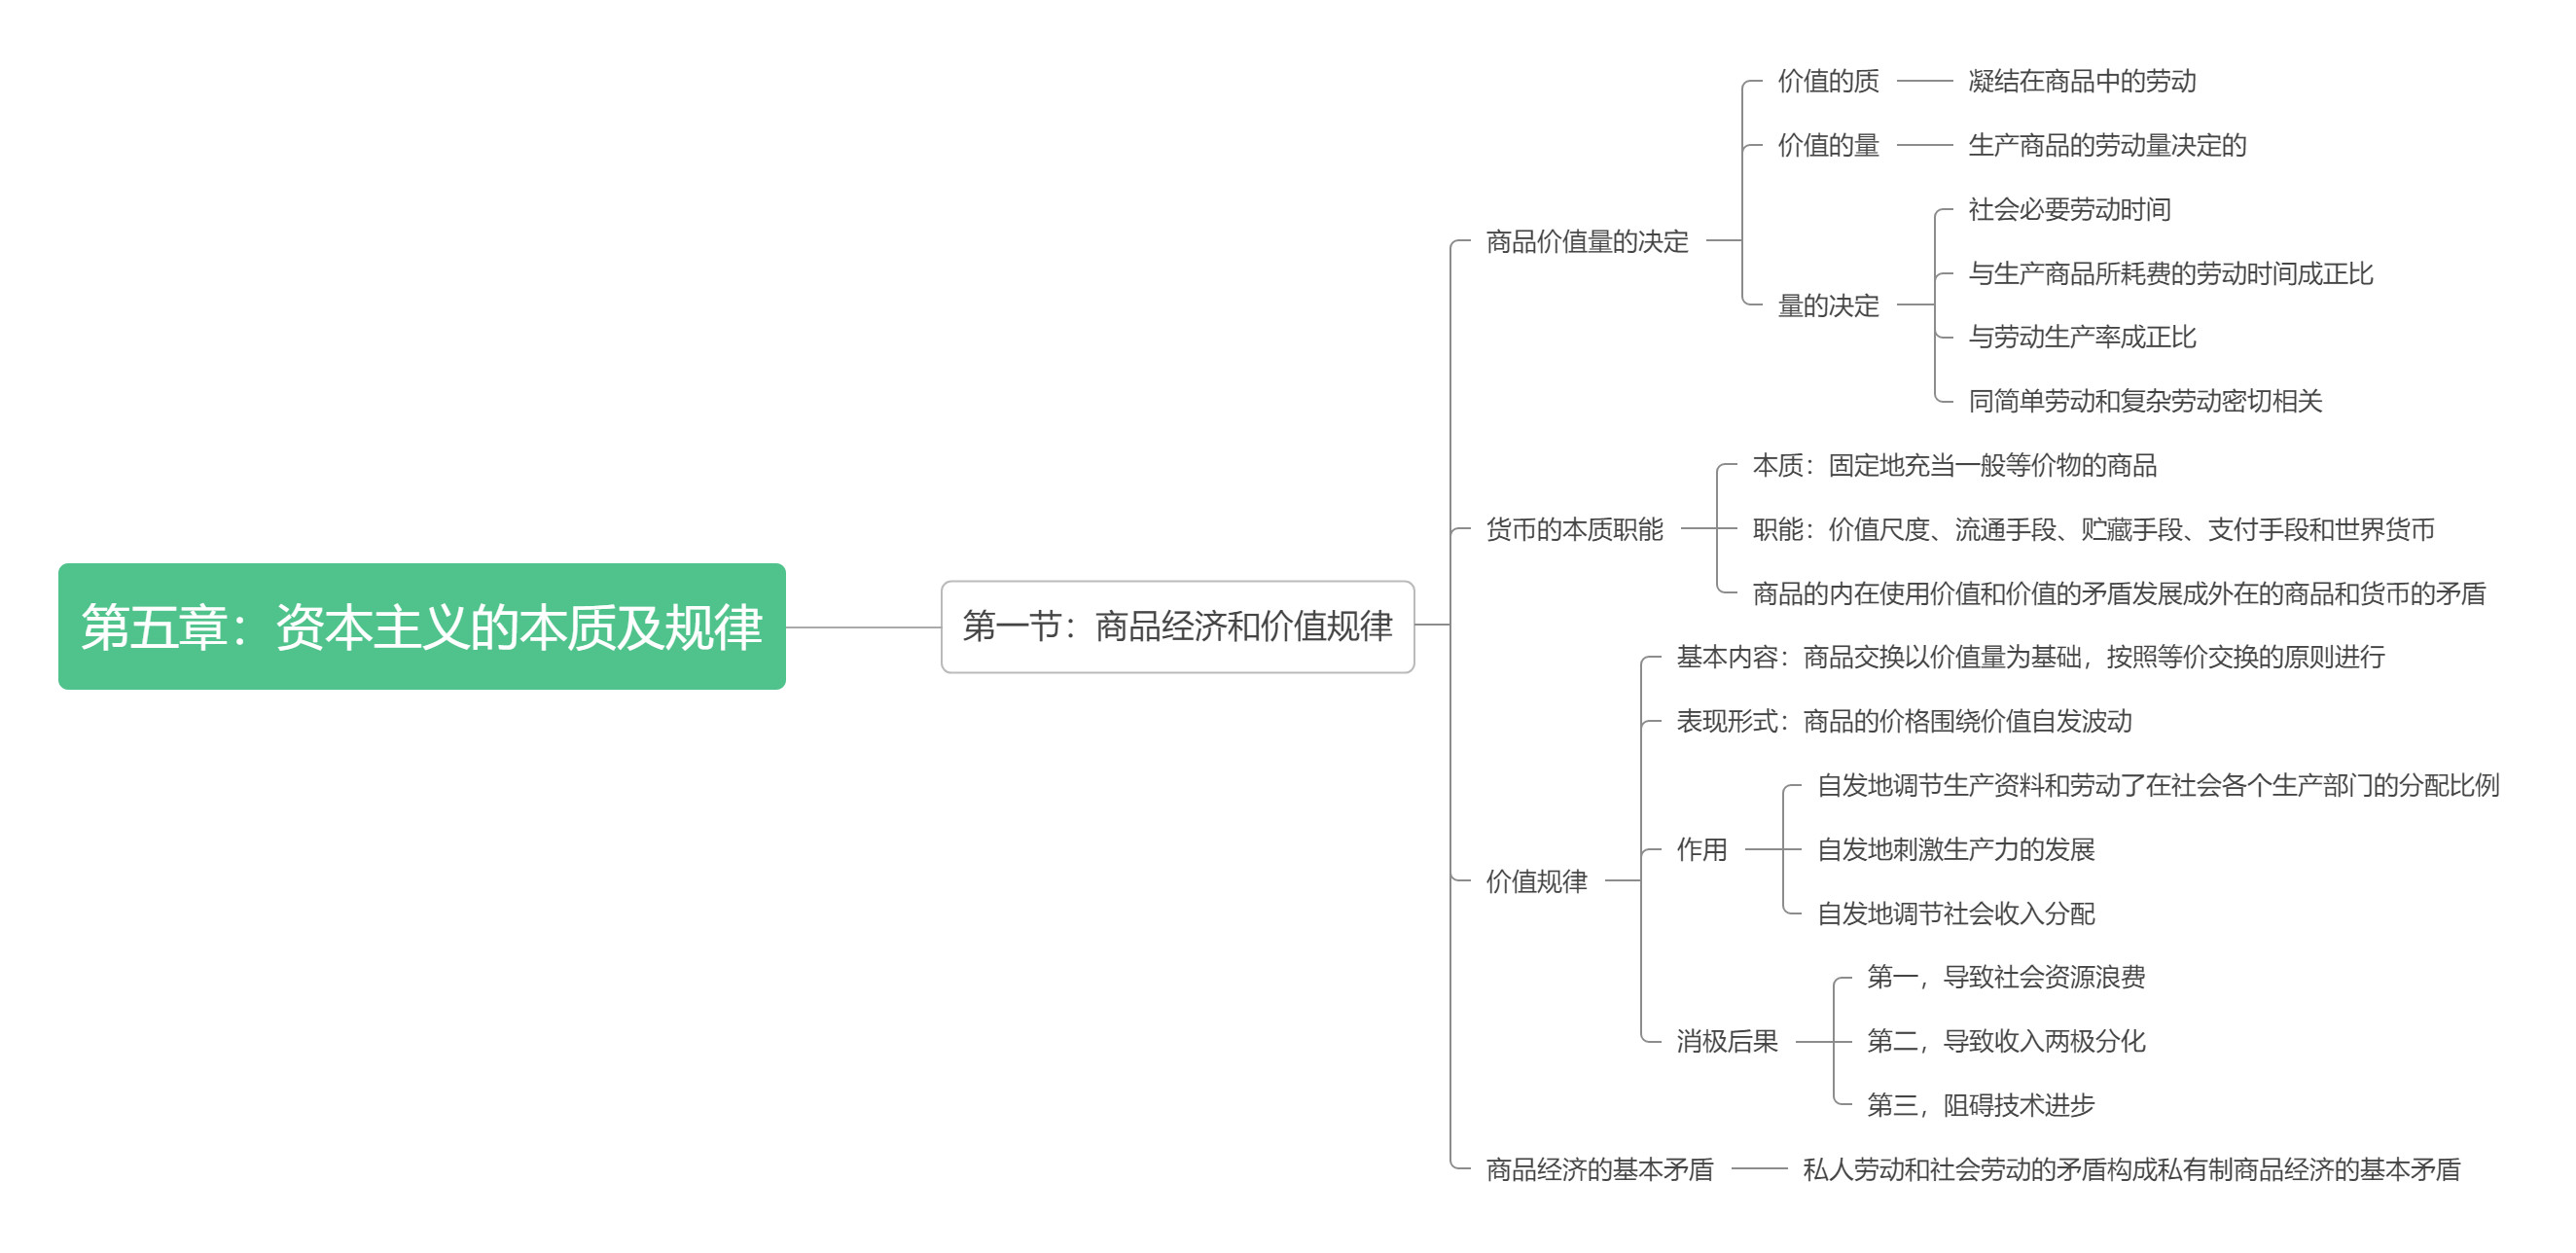 第五章：资本主义的本质及规律
第一节：商品经济和价值规律
商品价值量的决定
价值的质
凝结在商品中的劳动
价值的量
生产商品的劳动量决定的
量的决定
社会必要劳动时间
与生产商品所耗费的劳动时间成正比
与劳动生产率成正比
同简单劳动和复杂劳动密切相关
货币的本质职能
本质：固定地充当一般等价物的商品
职能：价值尺度、流通手段、贮藏手段、支付手段和世界货币
商品的内在使用价值和价值的矛盾发展成外在的商品和货币的矛盾
价值规律
基本内容：商品交换以价值量为基础，按照等价交换的原则进行
表现形式：商品的价格围绕价值自发波动
作用
自发地调节生产资料和劳动了在社会各个生产部门的分配比例
自发地刺激生产力的发展
自发地调节社会收入分配
消极后果
第一，导致社会资源浪费
第二，导致收入两极分化
第三，阻碍技术进步
商品经济的基本矛盾
私人劳动和社会劳动的矛盾构成私有制商品经济的基本矛盾